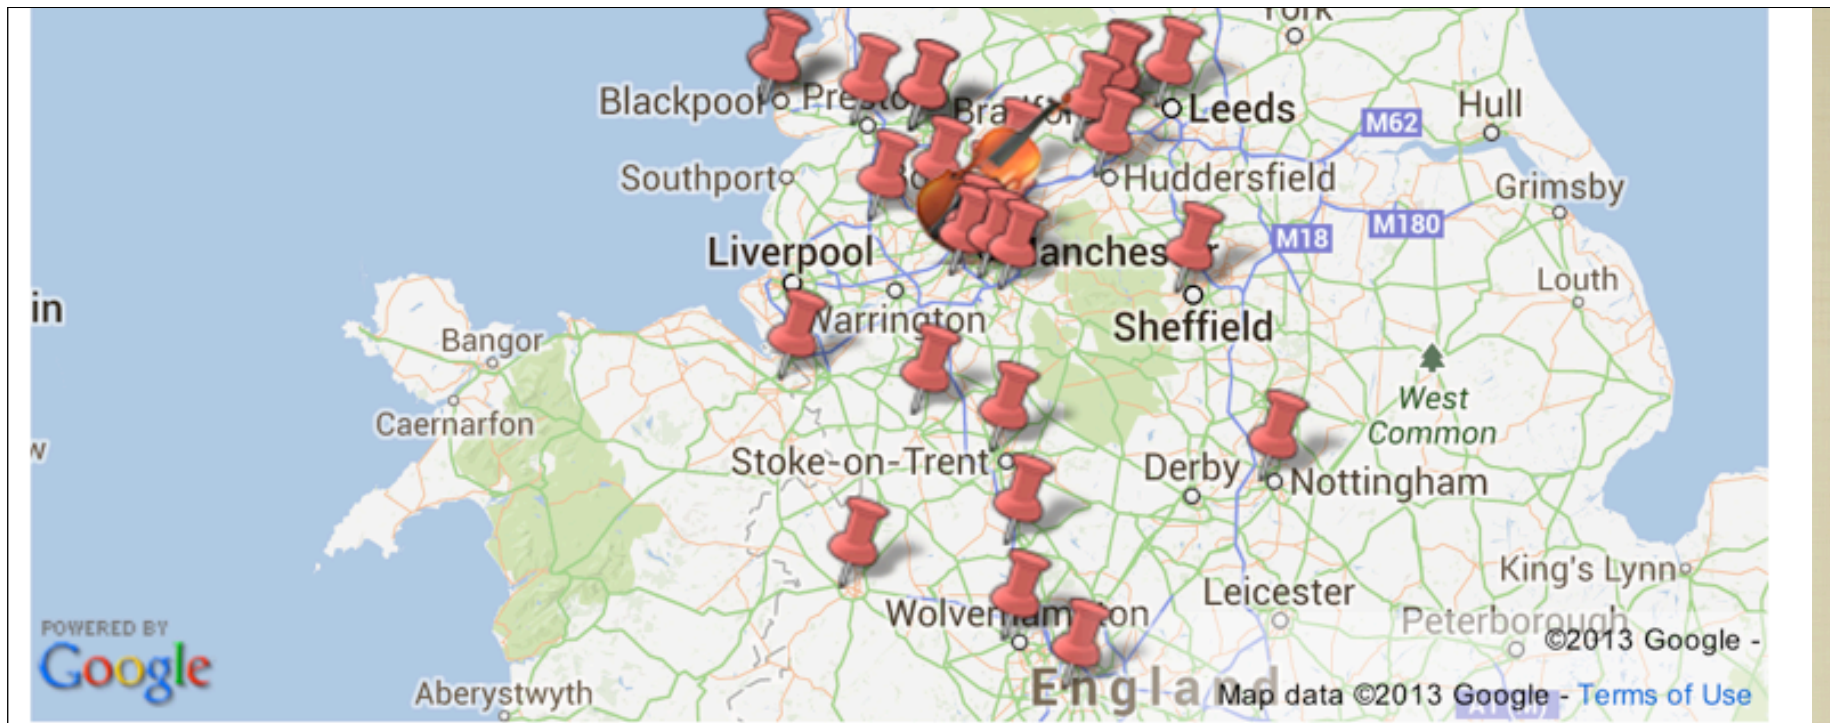 York
Blackpool
Leeds
Hull
M62
Southport
Huddersfield
Grimsby
M180
M18
Liverpool
Louth
in
Warrington
Sheffield
Bangor
West
Common
Caernarfon
w
Stoke-on-Trent
Derby
Nottingham
King's Lynn
Leicester
Wolverhampton
Peterborough
POWERED BY
Google
©2013 Google -
England
Map data ©2013 Google - Terms of Use
Aberystwyth